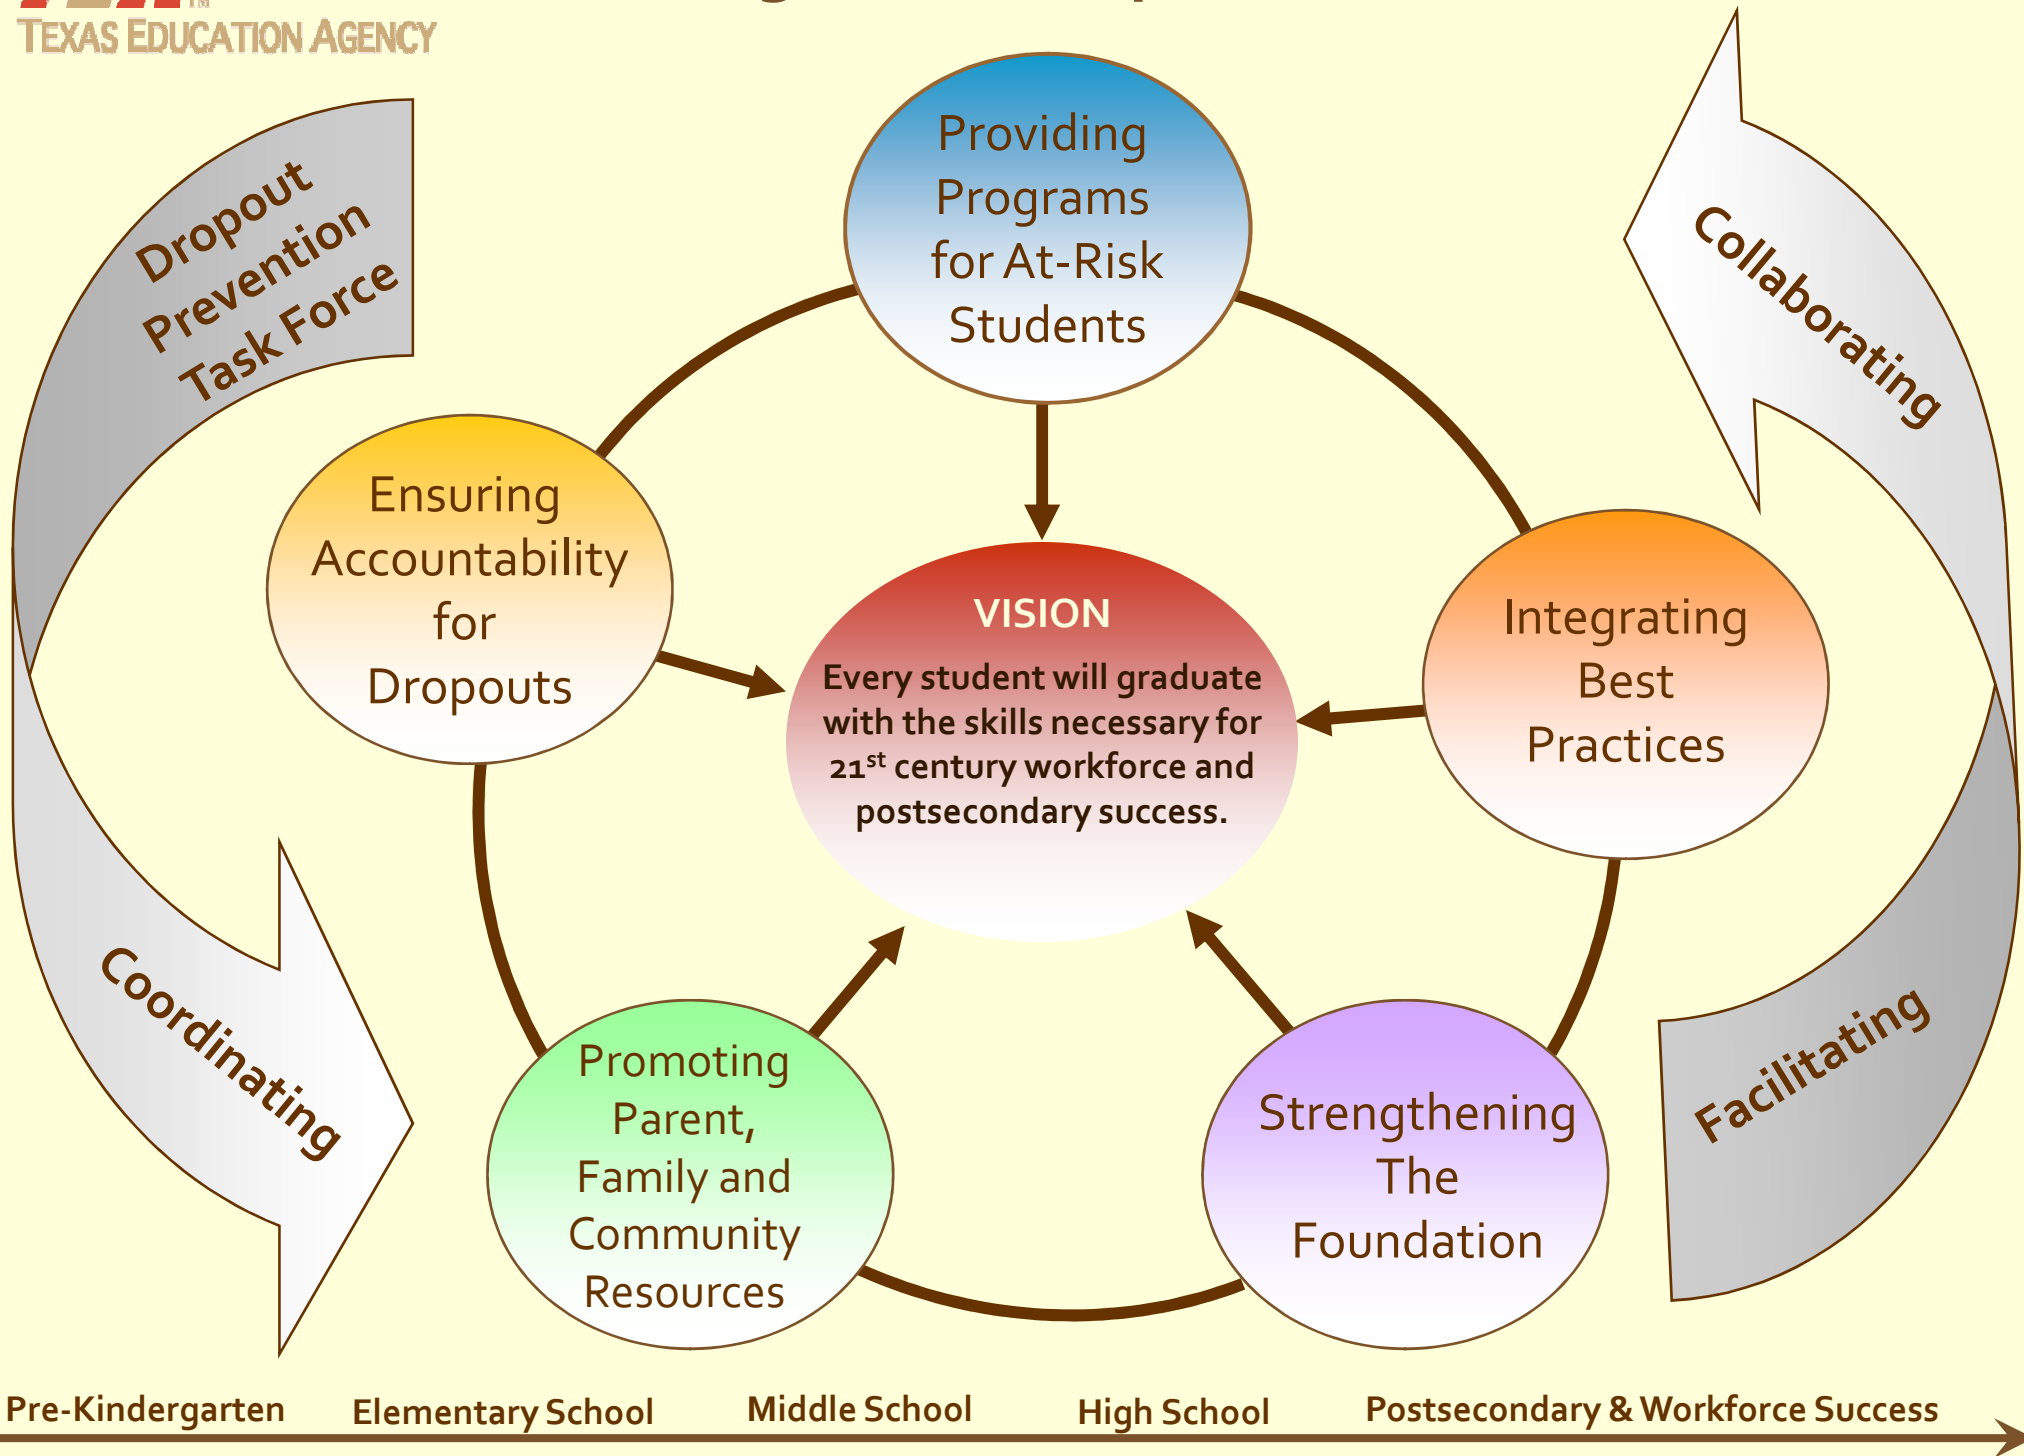 TEXAS EDUCATION AGENCY
Dropout
Prevention
Task Force
Providing
Programs
for At-Risk
Students
Collaborating
Ensuring
Accountability
for
Dropouts
VISION
Every student will graduate
with the skills necessary for
21st century workforce and
postsecondary success.
Integrating
Best
Practices
Coordinating
Promoting
Parent,
Family and
Community
Resources
Strengthening
The
Foundation
Facilitating
Pre-Kindergarten Elementary School Middle School High School Postsecondary & Workforce Success